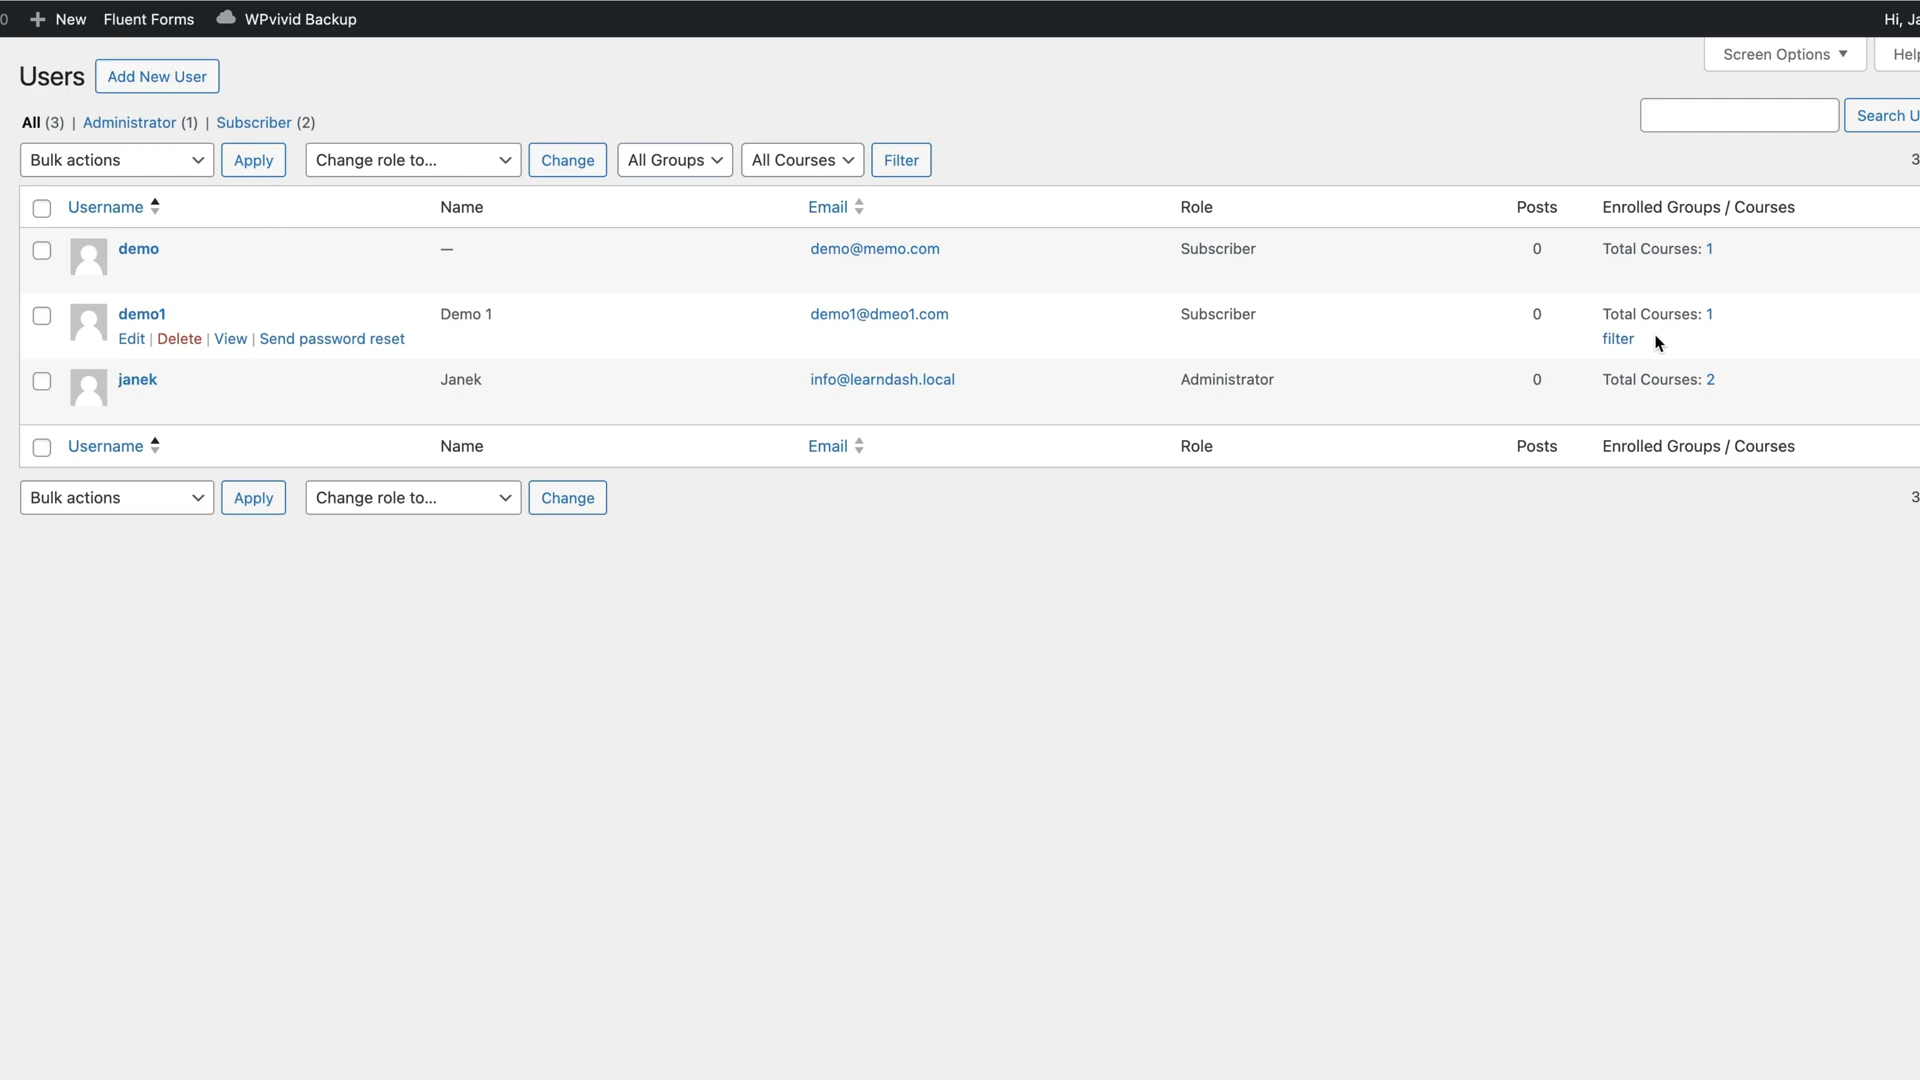 0 New Fluent Forms WPvivid Backup Hi, Ja
Screen Options Help
Users Add New User
All (3) | Administrator (1) | Subscriber (2)
Search U
Bulk actions Apply Change role to... Change All Groups All Courses Filter 3
Username Name Email Role Posts Enrolled Groups / Courses
demo — demo@memo.com Subscriber 0 Total Courses: 1
demo1 Demo 1 demo1@dmeo1.com Subscriber 0 Total Courses: 1
Edit | Delete | View | Send password reset filter
janek Janek info@learndash.local Administrator 0 Total Courses: 2
Username Name Email Role Posts Enrolled Groups / Courses
Bulk actions Apply Change role to... Change 3